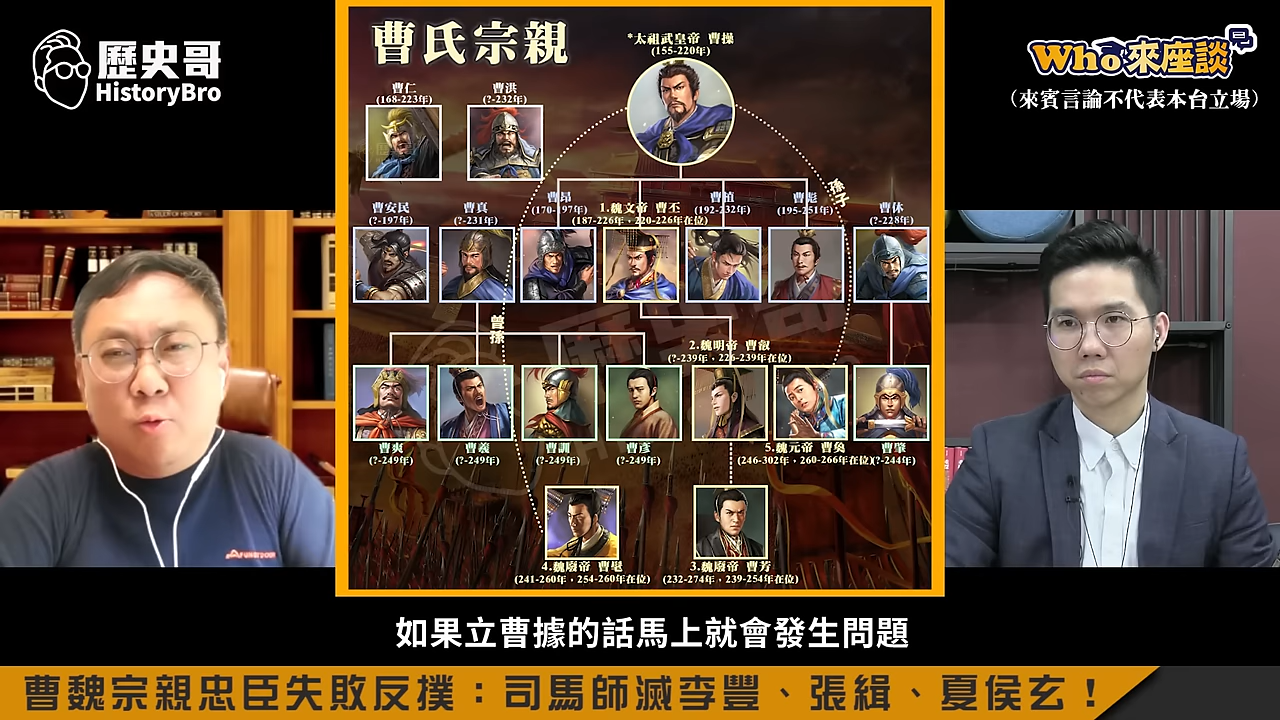 歷史哥
HistoryBro
曹氏宗親
*太祖武皇帝 曹操
(155-220年)
Who來座談
(來賓言論不代表本台立場)
曹仁
(168-223年)
曹洪
(?-232年)
孫子
曹安民
(?-197年)
曹真
(?-231年)
曹昂
(170-197年)
1.魏文帝 曹丕
(187-226年，220-226年在位)
曹植
(192-232年)
曹彪
(195-251年)
曹休
(?-228年)
曾孫
2.魏明帝 曹叡
(?-239年，226-239年在位)
曹爽
(?-249年)
曹羲
(?-249年)
曹訓
(?-249年)
曹彥
(?-249年)
5.魏元帝 曹奐
(246-302年，260-266年在位)
曹肇
(?-244年)
4.魏廢帝 曹髦
(241-260年，254-260年在位)
3.魏廢帝 曹芳
(232-274年，239-254年在位)
如果立曹據的話馬上就會發生問題
曹魏宗親忠臣失敗反撲：司馬師滅李豐、張緝、夏侯玄！